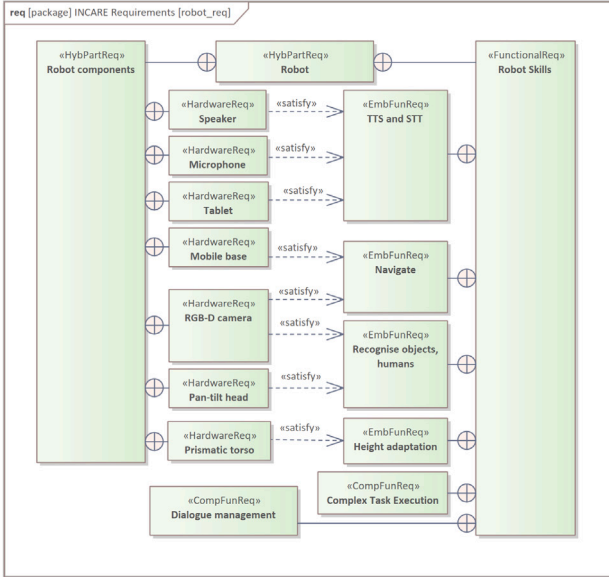 req [package] INCARE Requirements [robot_req]
«HybPartReq»
Robot components
«HybPartReq»
Robot
«FunctionalReq»
Robot Skills
«HardwareReq»
Speaker
«satisfy»
«EmbFunReq»
TTS and STT
«HardwareReq»
Microphone
«satisfy»
«HardwareReq»
Tablet
«satisfy»
«HardwareReq»
Mobile base
«satisfy»
«EmbFunReq»
Navigate
«HardwareReq»
RGB-D camera
«satisfy»
«satisfy»
«EmbFunReq»
Recognise objects,
humans
«HardwareReq»
Pan-tilt head
«satisfy»
«HardwareReq»
Prismatic torso
«satisfy»
«EmbFunReq»
Height adaptation
«CompFunReq»
Complex Task Execution
«CompFunReq»
Dialogue management